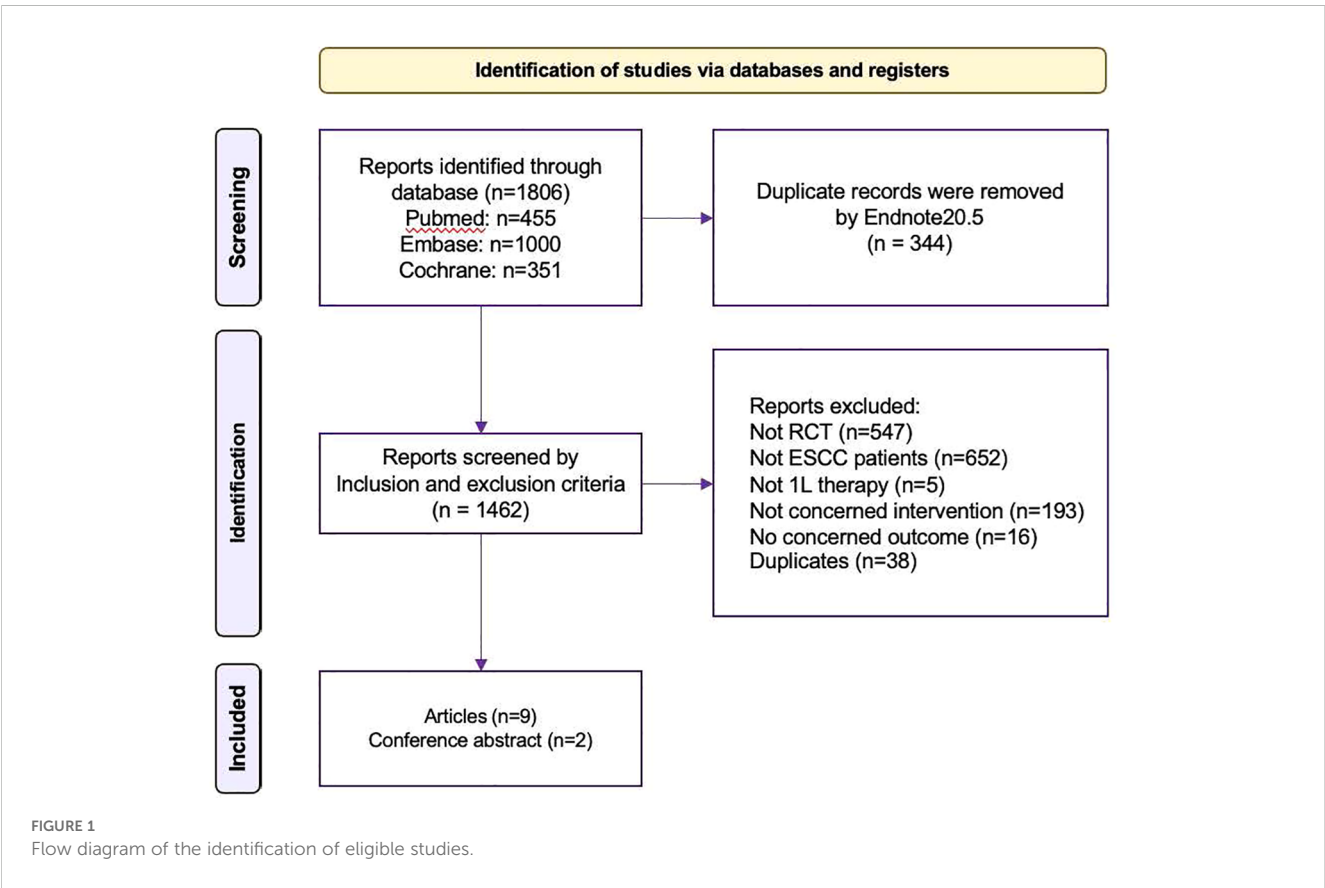 Identification of studies via databases and registers
Screening
Reports identified through
database (n=1806)
Pubmed: n=455
Embase: n=1000
Cochrane: n=351
Duplicate records were removed
by Endnote20.5
(n = 344)
Identification
Reports screened by
Inclusion and exclusion criteria
(n = 1462)
Reports excluded:
Not RCT (n=547)
Not ESCC patients (n=652)
Not 1L therapy (n=5)
Not concerned intervention (n=193)
No concerned outcome (n=16)
Duplicates (n=38)
Included
Articles (n=9)
Conference abstract (n=2)
FIGURE 1
Flow diagram of the identification of eligible studies.